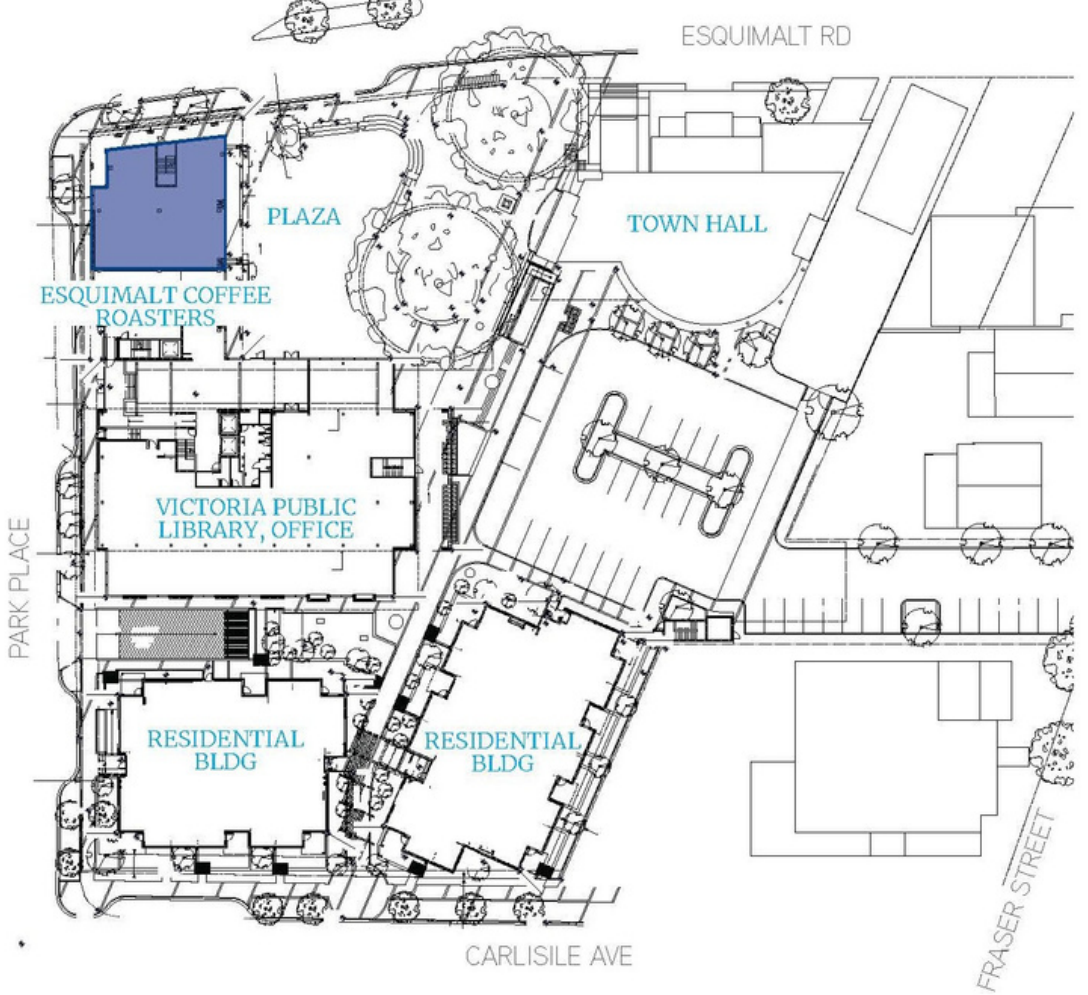 ESQUIMALT RD
PLAZA
TOWN HALL
ESQUIMALT COFFEE
ROASTERS
VICTORIA PUBLIC
LIBRARY, OFFICE
PARK PLACE
RESIDENTIAL
BLDG
RESIDENTIAL
BLDG
FRASER STREET
CARLISILE AVE